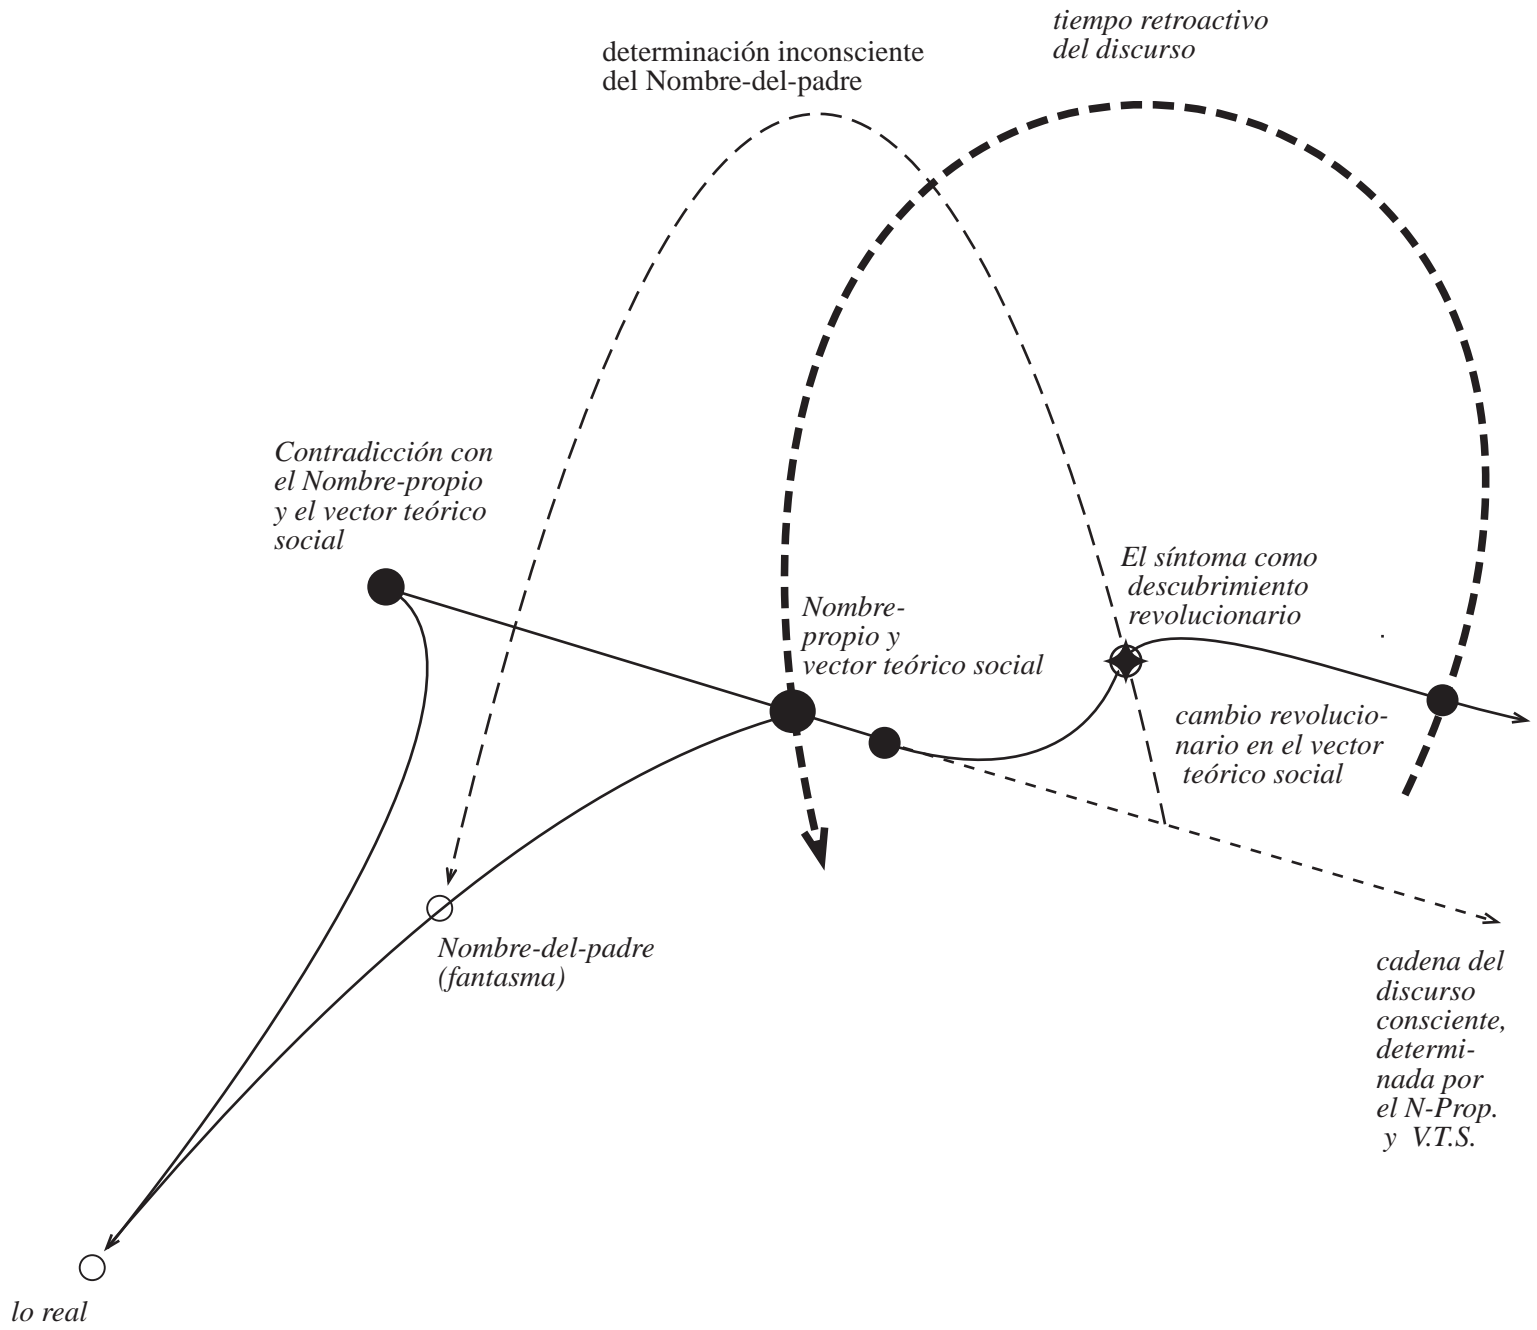 tiempo retroactivo
del discurso
determinación inconsciente
del Nombre-del-padre
Contradicción con
el Nombre-propio
y el vector teórico
social
El síntoma como
descubrimiento
revolucionario
Nombre-
propio y
vector teórico social
cambio revolucio-
nario en el vector
teórico social
Nombre-del-padre
(fantasma)
cadena del
discurso
consciente,
determi-
nada por
el N-Prop.
y V.T.S.
lo real